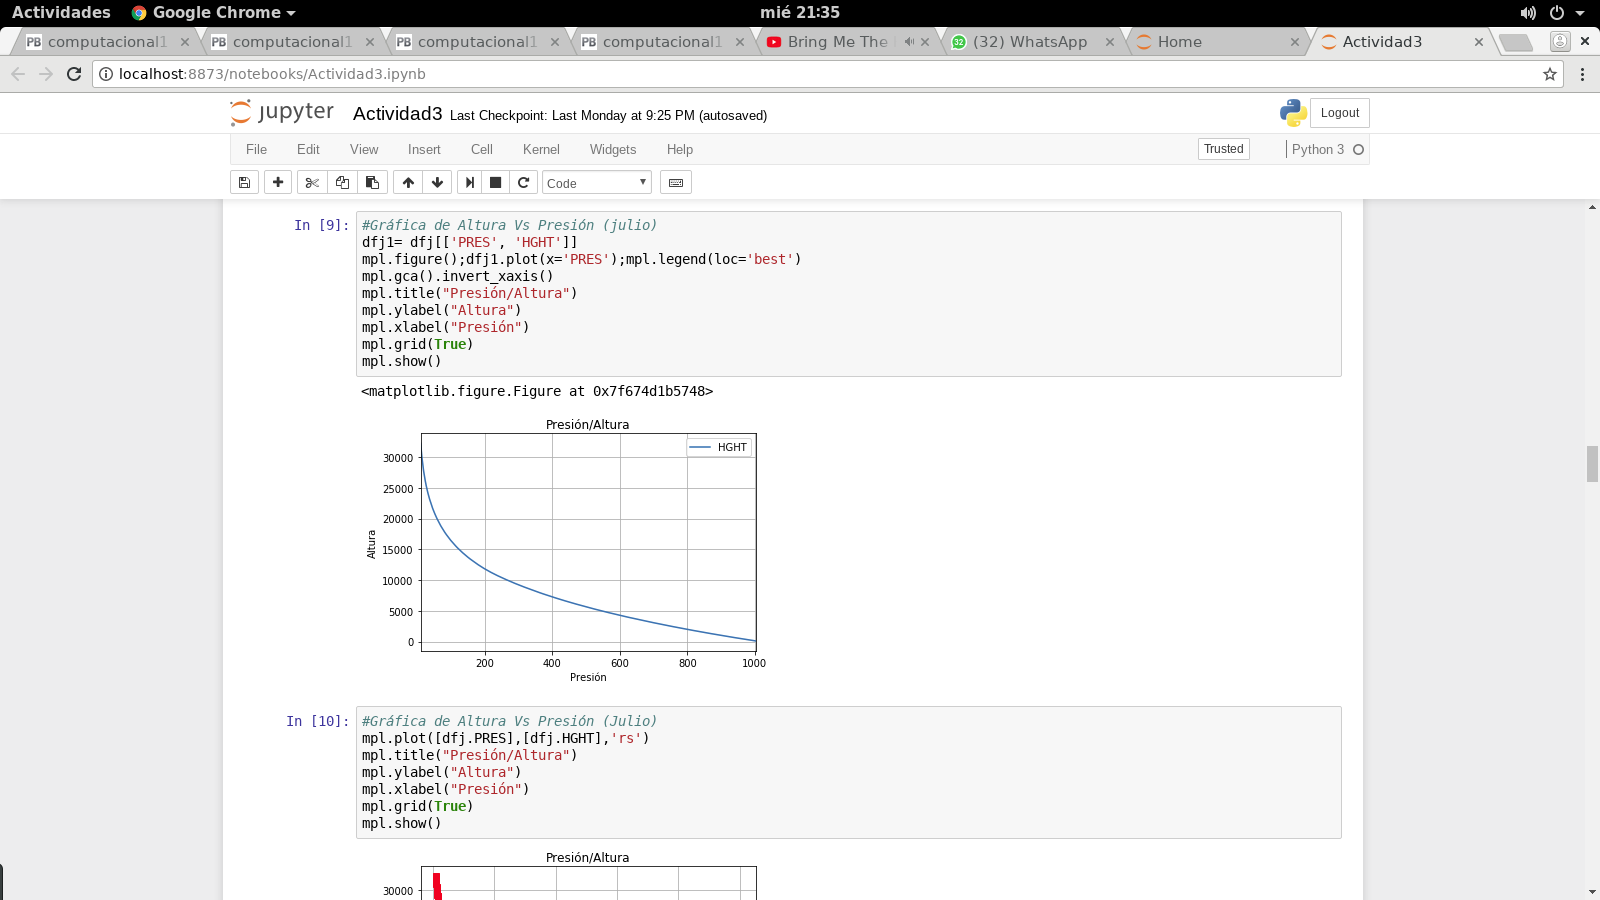 Actividades Google Chrome mié 21:35
computacional1 computacional1 computacional1 computacional1 Bring Me The (32) WhatsApp Home Actividad3
localhost:8873/notebooks/Actividad3.ipynb
jupyter Actividad3 Last Checkpoint: Last Monday at 9:25 PM (autosaved) Logout
File Edit View Insert Cell Kernel Widgets Help Trusted Python 3
Code
In [9]: #Gráfica de Altura Vs Presión (julio)
dfj1= dfj[['PRES', 'HGHT']]
mpl.figure();dfj1.plot(x='PRES');mpl.legend(loc='best')
mpl.gca().invert_xaxis()
mpl.title("Presión/Altura")
mpl.ylabel("Altura")
mpl.xlabel("Presión")
mpl.grid(True)
mpl.show()
<matplotlib.figure.Figure at 0x7f674d1b5748>
Presión/Altura
HGHT
30000
25000
20000
15000
10000
5000
0
Altura
200 400 600 800 1000
Presión
In [10]: #Gráfica de Altura Vs Presión (Julio)
mpl.plot([dfj.PRES],[dfj.HGHT],'rs')
mpl.title("Presión/Altura")
mpl.ylabel("Altura")
mpl.xlabel("Presión")
mpl.grid(True)
mpl.show()
Presión/Altura
30000